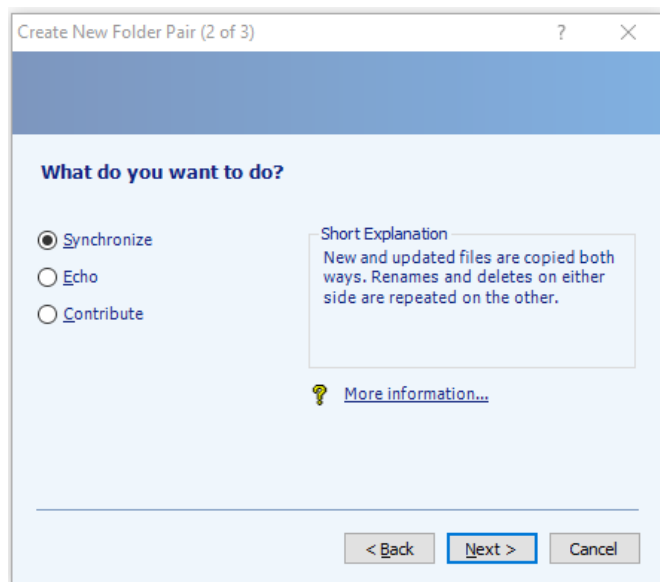 Create New Folder Pair (2 of 3)
?
What do you want to do?
Synchronize
Echo
Contribute
Short Explanation
New and updated files are copied both
ways. Renames and deletes on either
side are repeated on the other.
More information...
< Back
Next >
Cancel